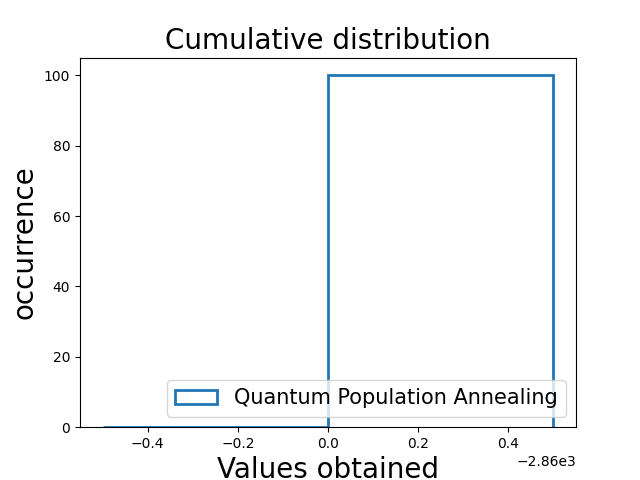 Cumulative distribution
occurrence
100
80
60
40
20
0
Quantum Population Annealing
−0.4
−0.2
0.0
0.2
0.4
−2.86e3
Values obtained